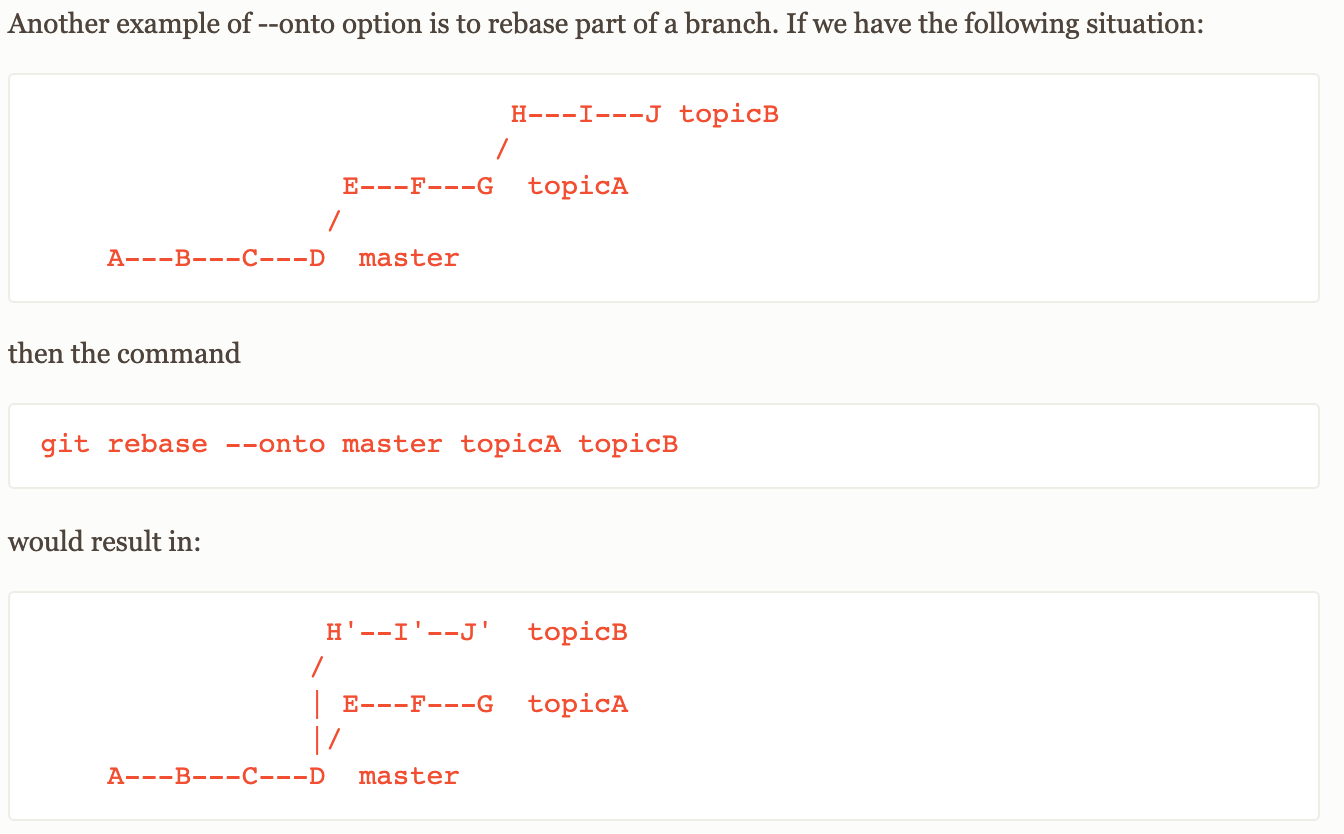 Another example of --onto option is to rebase part of a branch. If we have the following situation:
                        H---I---J topicB
                       /
              E---F---G  topicA
             /
A---B---C---D  master
then the command
git rebase --onto master topicA topicB
would result in:
             H'--I'--J'  topicB
            /
            | E---F---G  topicA
            |/
A---B---C---D  master